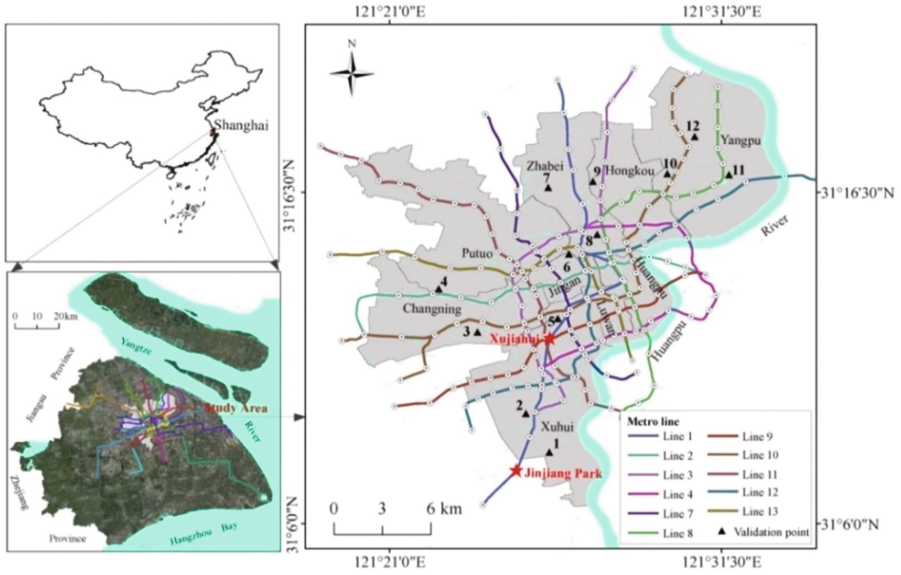 121°21'0"E
121°31'30"E
N
Shanghai
31°16'30"N
31°16'30"N
12
Yangpu
Zhabei
7
9
Hongkou
10
11
River
8
Putuo
6
Huangpu
Jingan
4
Changning
Luwan
5
3
Xujiahui
Huangpu
0 10 20km
Yangtze
Province
Jiangsu
Study Area
River
Zhejiang
Province
Hangzhou Bay
2
Xuhui
1
Jinjiang Park
0 3 6 km
31°6'0"N
31°6'0"N
Metro line
Line 1
Line 2
Line 3
Line 4
Line 7
Line 8
Line 9
Line 10
Line 11
Line 12
Line 13
Validation point
121°21'0"E
121°31'30"E